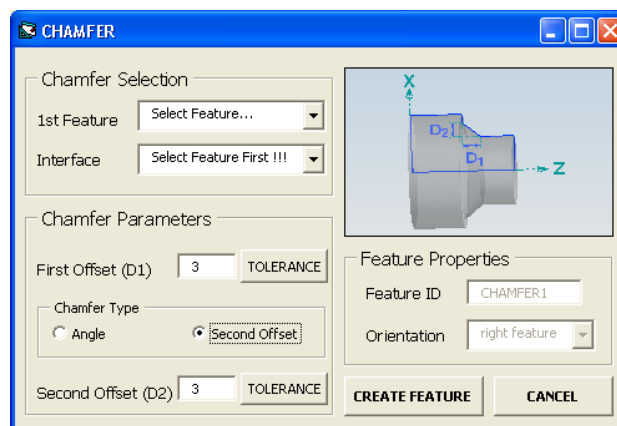 CHAMFER
Chamfer Selection
1st Feature
Select Feature...
Interface
Select Feature First !!!
Chamfer Parameters
First Offset (D1)
3
TOLERANCE
Chamfer Type
Angle
Second Offset
Second Offset (D2)
3
TOLERANCE
X
D2
D1
Z
Feature Properties
Feature ID
CHAMFER1
Orientation
right feature
CREATE FEATURE
CANCEL